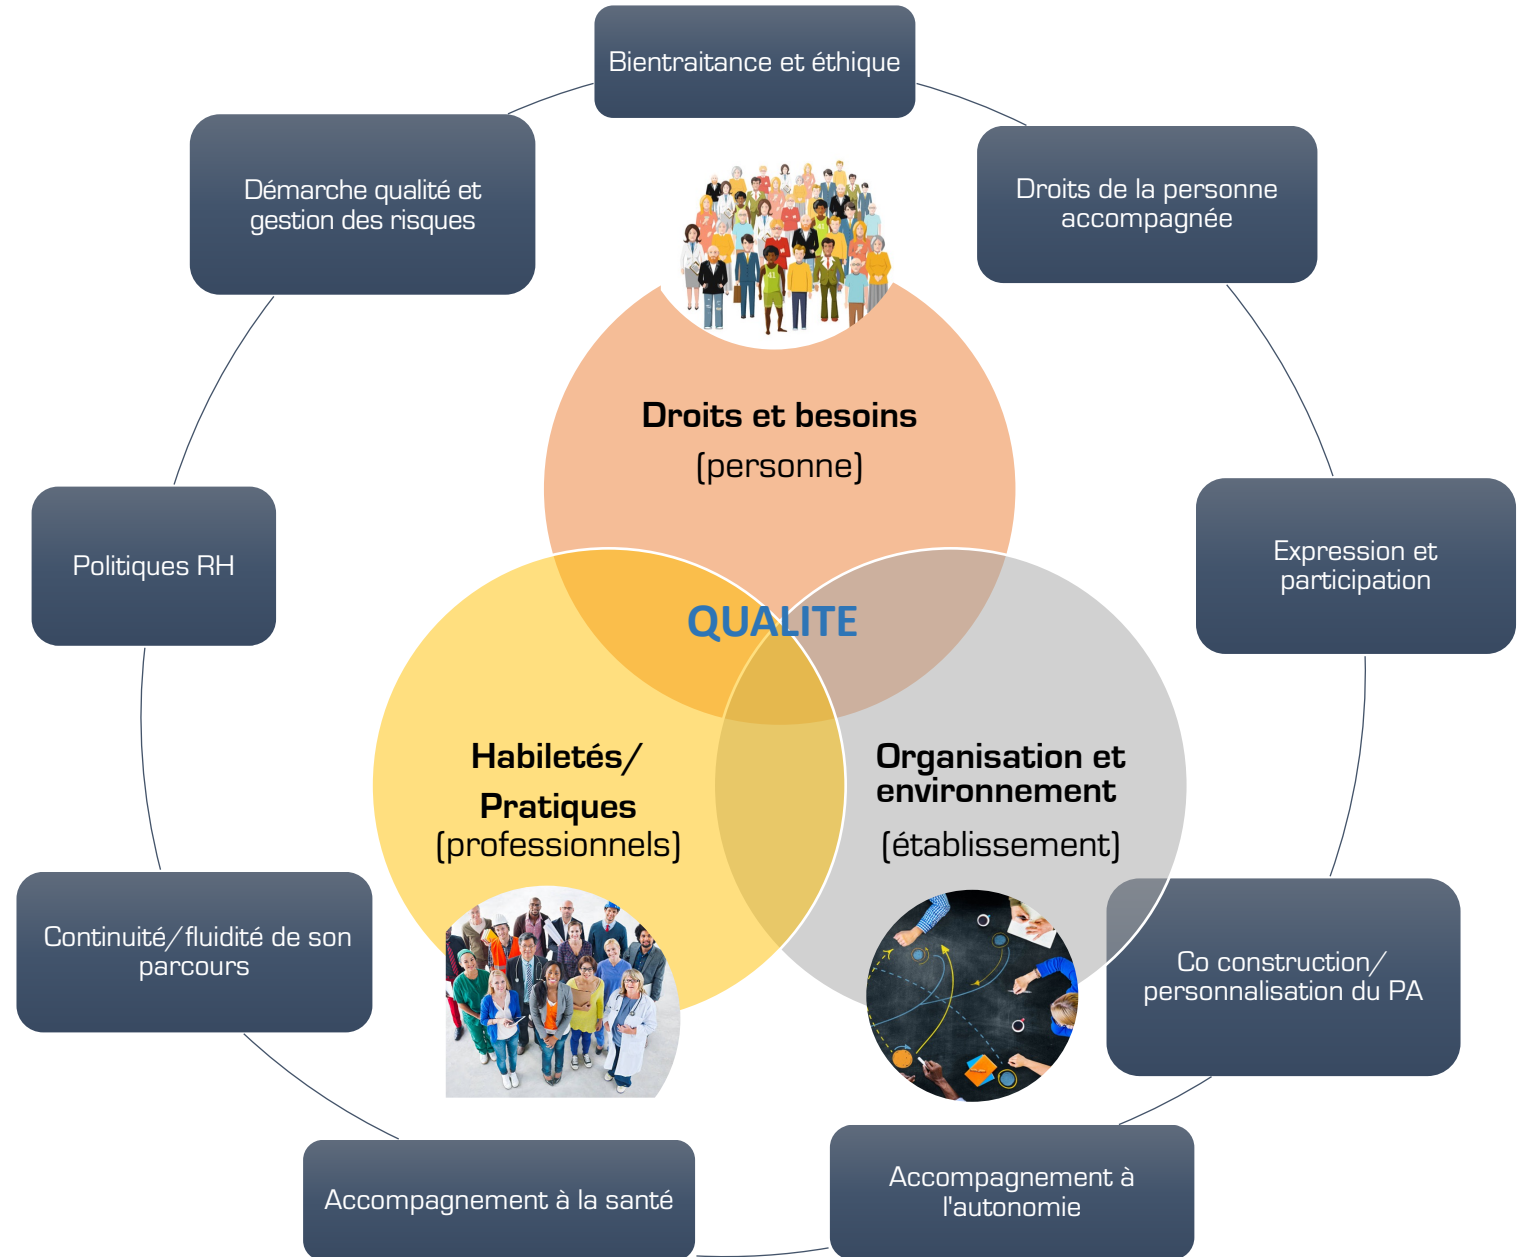 Bientraitance et éthique
Démarche qualité et
gestion des risques
Droits de la personne
accompagnée
Droits et besoins
(personne)
Politiques RH
Expression et
participation
QUALITE
Habiletés/
Pratiques
(professionnels)
Organisation et
environnement
(établissement)
Continuité/fluidité de son
parcours
Co construction/
personnalisation du PA
Accompagnement à la santé
Accompagnement à
l'autonomie